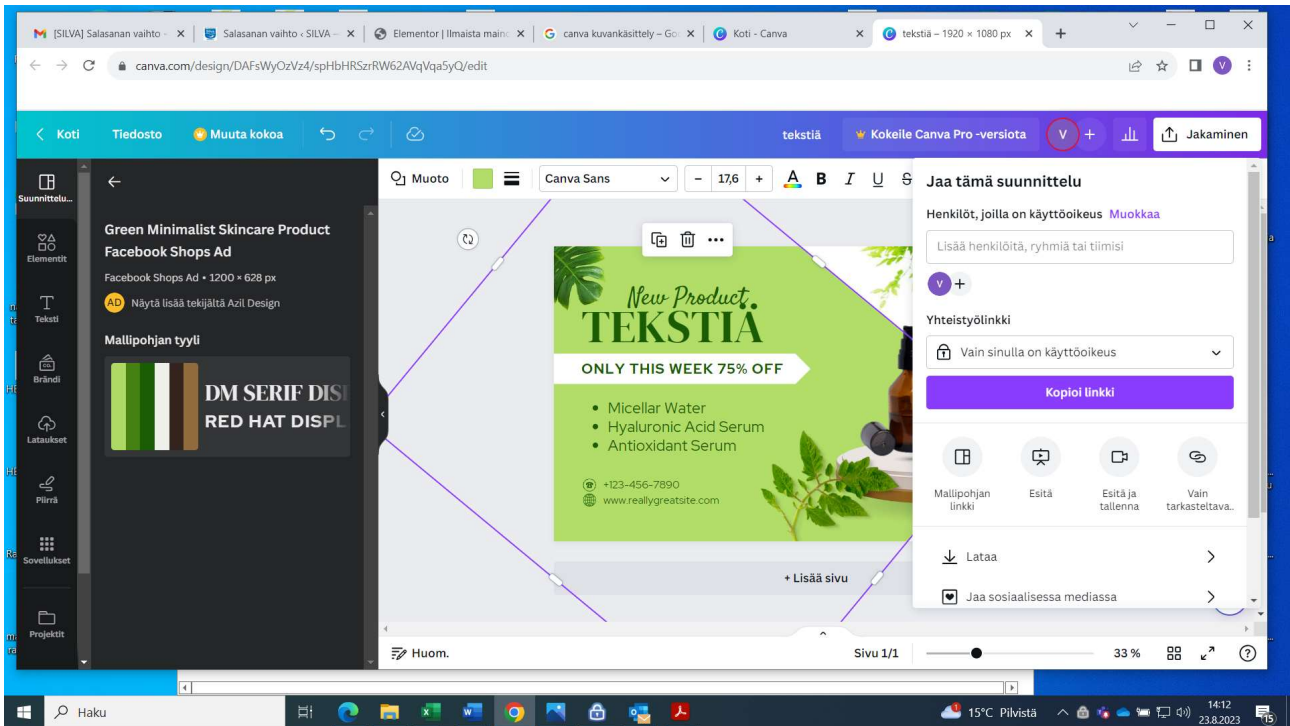 [SILVA] Salasanan vaihto -
Salasanan vaihto ‹ SILVA —
Elementor | Ilmaista maino
canva kuvankäsittely – Goo
Koti - Canva
tekstiä – 1920 × 1080 px
canva.com/design/DAFsWyOzVz4/spHbHRSzrRW62AVqVqa5yQ/edit
V
Koti
Tiedosto
Muuta kokoa
tekstiä
Kokeile Canva Pro -versiota
V
+
Jakaminen
Suunnittelu...
Elementit
Teksti
Brändi
Lataukset
Piirrä
Sovellukset
Projektit
Green Minimalist Skincare Product
Facebook Shops Ad
Facebook Shops Ad • 1200 × 628 px
AD Näytä lisää tekijältä Azil Design
Mallipohjan tyyli
DM SERIF DIS
RED HAT DISPL
Muoto
Canva Sans
– 17,6 +
A B I U S
New Product
TEKSTIÄ
ONLY THIS WEEK 75% OFF
• Micellar Water
• Hyaluronic Acid Serum
• Antioxidant Serum
+123-456-7890
www.reallygreatsite.com
+ Lisää sivu
Jaa tämä suunnittelu
Henkilöt, joilla on käyttöoikeus Muokkaa
Lisää henkilöitä, ryhmiä tai tiimisi
V +
Yhteistyölinkki
Vain sinulla on käyttöoikeus
Kopioi linkki
Mallipohjan
linkki
Esitä
Esitä ja
tallenna
Vain
tarkasteltava..
Lataa
Jaa sosiaalisessa mediassa
Huom.
Sivu 1/1
33 %
Haku
15°C Pilvistä
14:12
23.8.2023
15